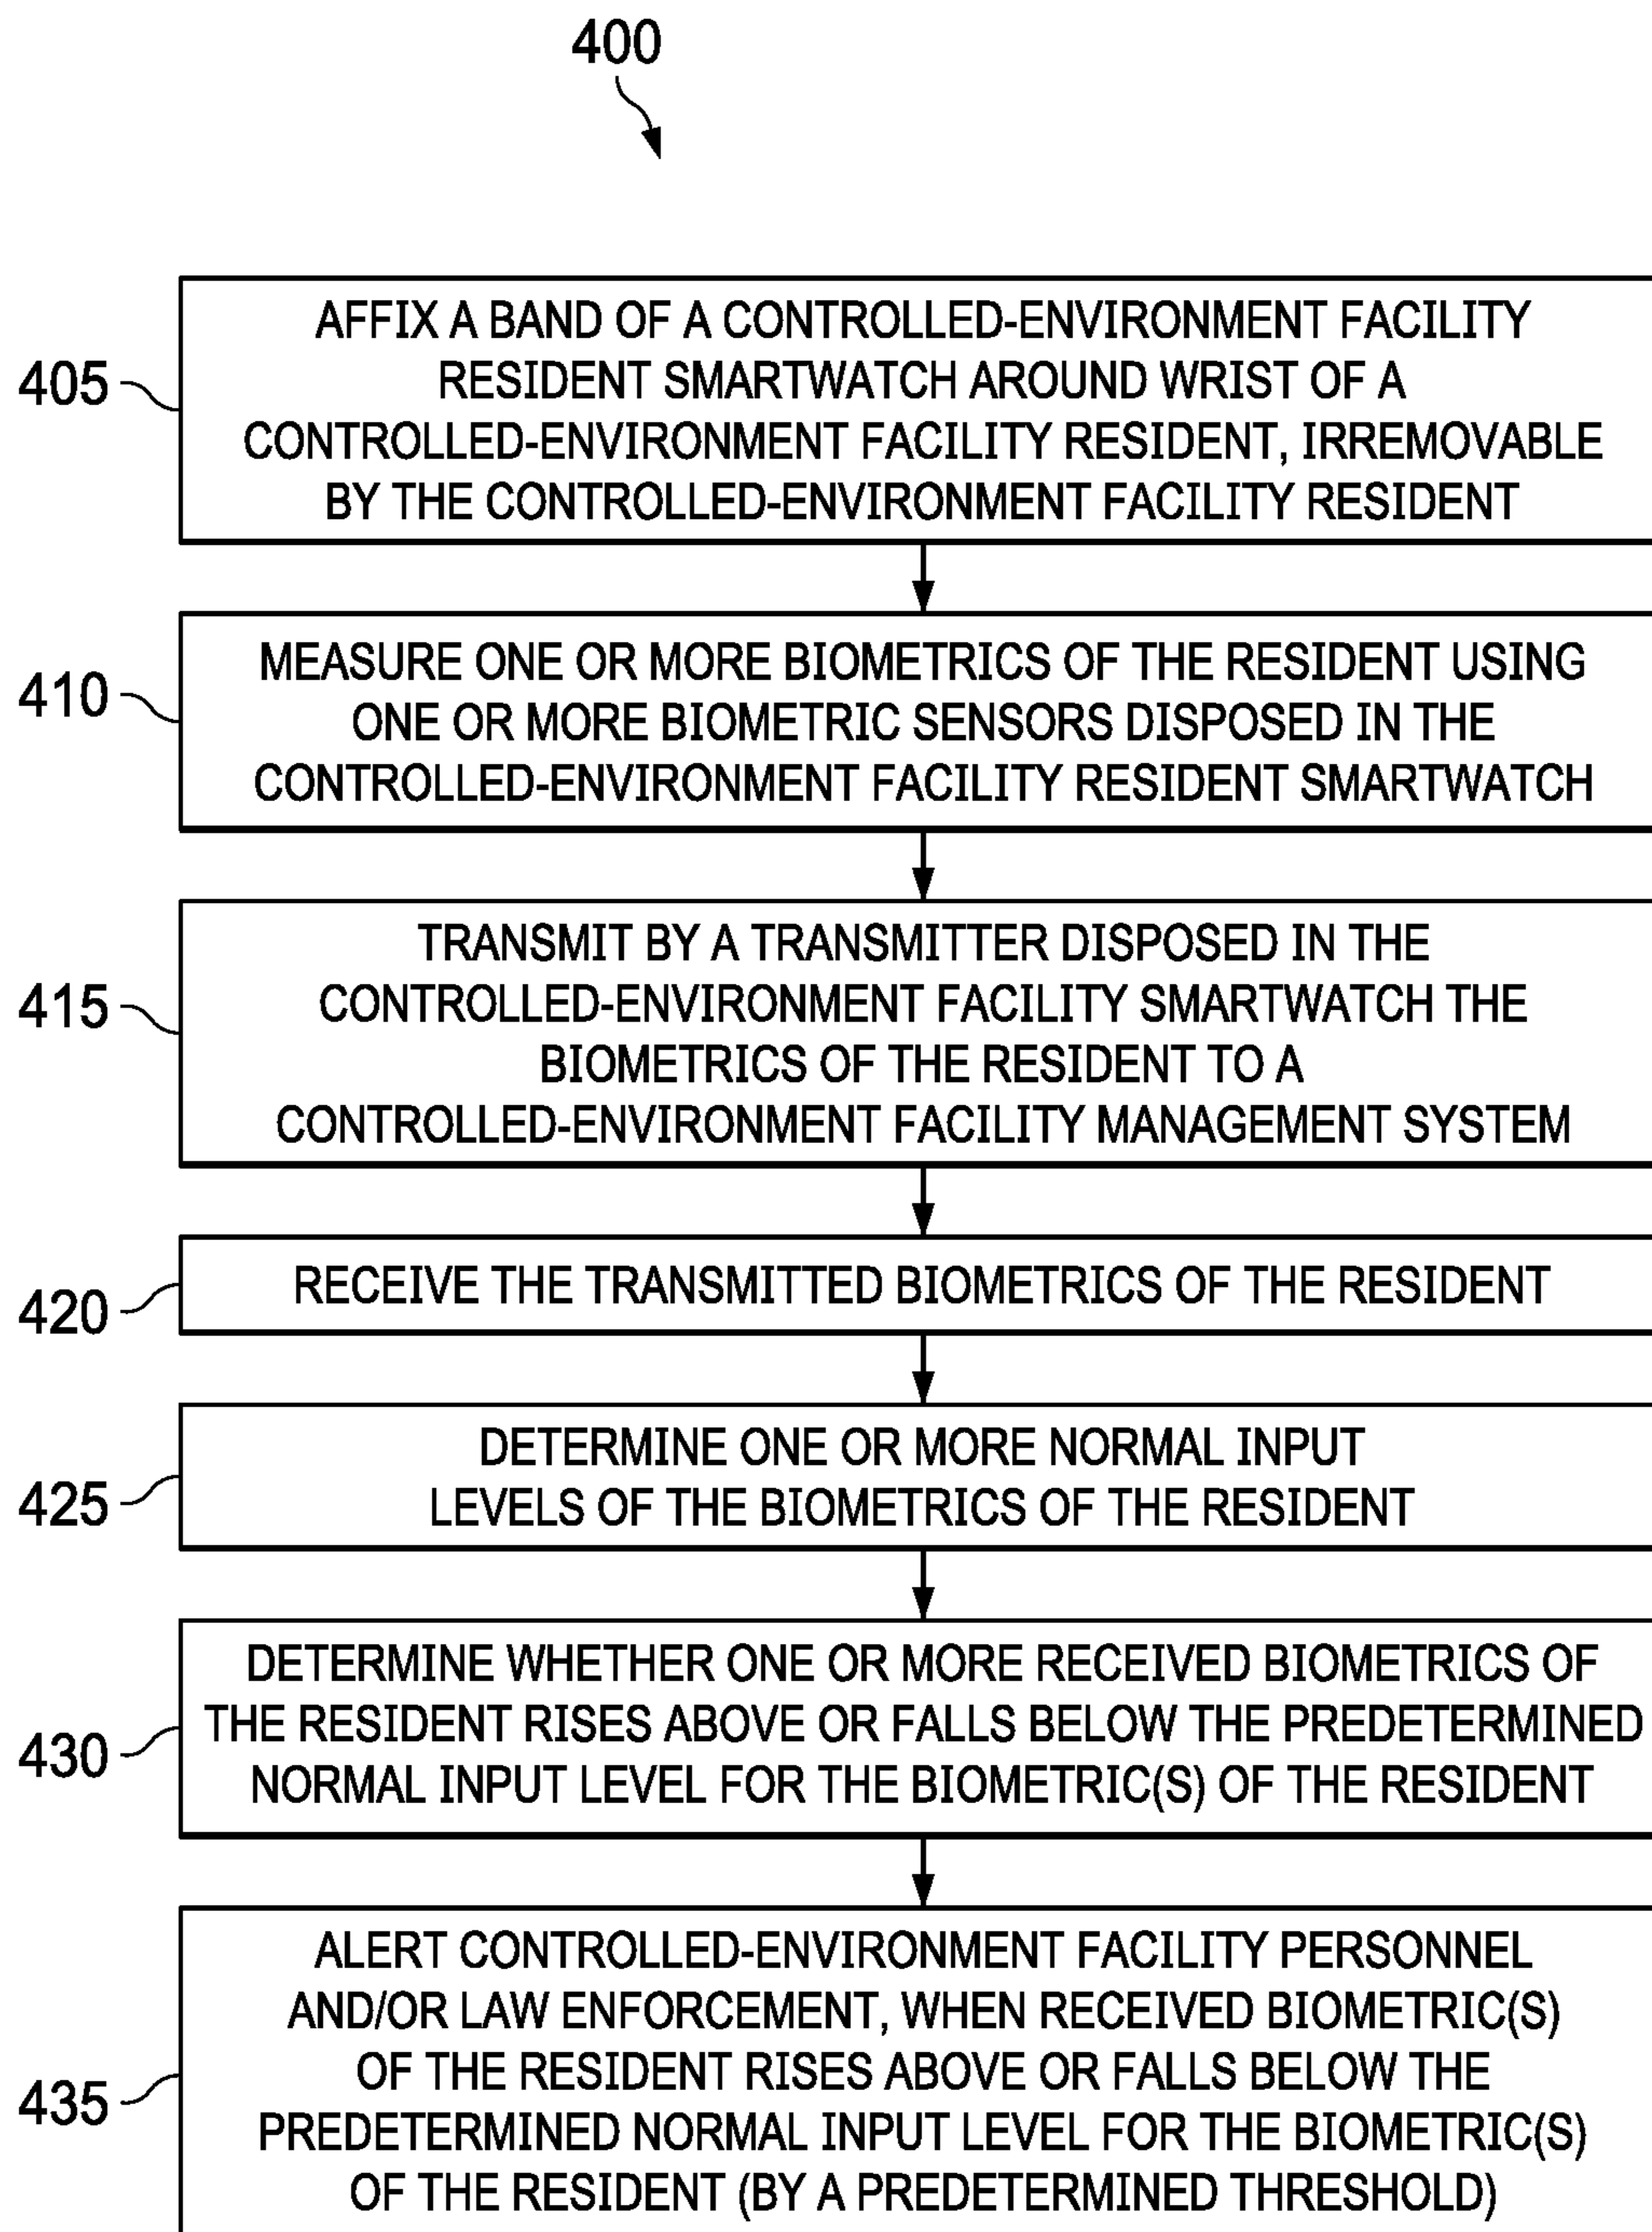 400
405
AFFIX A BAND OF A CONTROLLED-ENVIRONMENT FACILITY
RESIDENT SMARTWATCH AROUND WRIST OF A
CONTROLLED-ENVIRONMENT FACILITY RESIDENT, IRREMOVABLE
BY THE CONTROLLED-ENVIRONMENT FACILITY RESIDENT
410
MEASURE ONE OR MORE BIOMETRICS OF THE RESIDENT USING
ONE OR MORE BIOMETRIC SENSORS DISPOSED IN THE
CONTROLLED-ENVIRONMENT FACILITY RESIDENT SMARTWATCH
415
TRANSMIT BY A TRANSMITTER DISPOSED IN THE
CONTROLLED-ENVIRONMENT FACILITY SMARTWATCH THE
BIOMETRICS OF THE RESIDENT TO A
CONTROLLED-ENVIRONMENT FACILITY MANAGEMENT SYSTEM
420
RECEIVE THE TRANSMITTED BIOMETRICS OF THE RESIDENT
425
DETERMINE ONE OR MORE NORMAL INPUT
LEVELS OF THE BIOMETRICS OF THE RESIDENT
430
DETERMINE WHETHER ONE OR MORE RECEIVED BIOMETRICS OF
THE RESIDENT RISES ABOVE OR FALLS BELOW THE PREDETERMINED
NORMAL INPUT LEVEL FOR THE BIOMETRIC(S) OF THE RESIDENT
435
ALERT CONTROLLED-ENVIRONMENT FACILITY PERSONNEL
AND/OR LAW ENFORCEMENT, WHEN RECEIVED BIOMETRIC(S)
OF THE RESIDENT RISES ABOVE OR FALLS BELOW THE
PREDETERMINED NORMAL INPUT LEVEL FOR THE BIOMETRIC(S)
OF THE RESIDENT (BY A PREDETERMINED THRESHOLD)